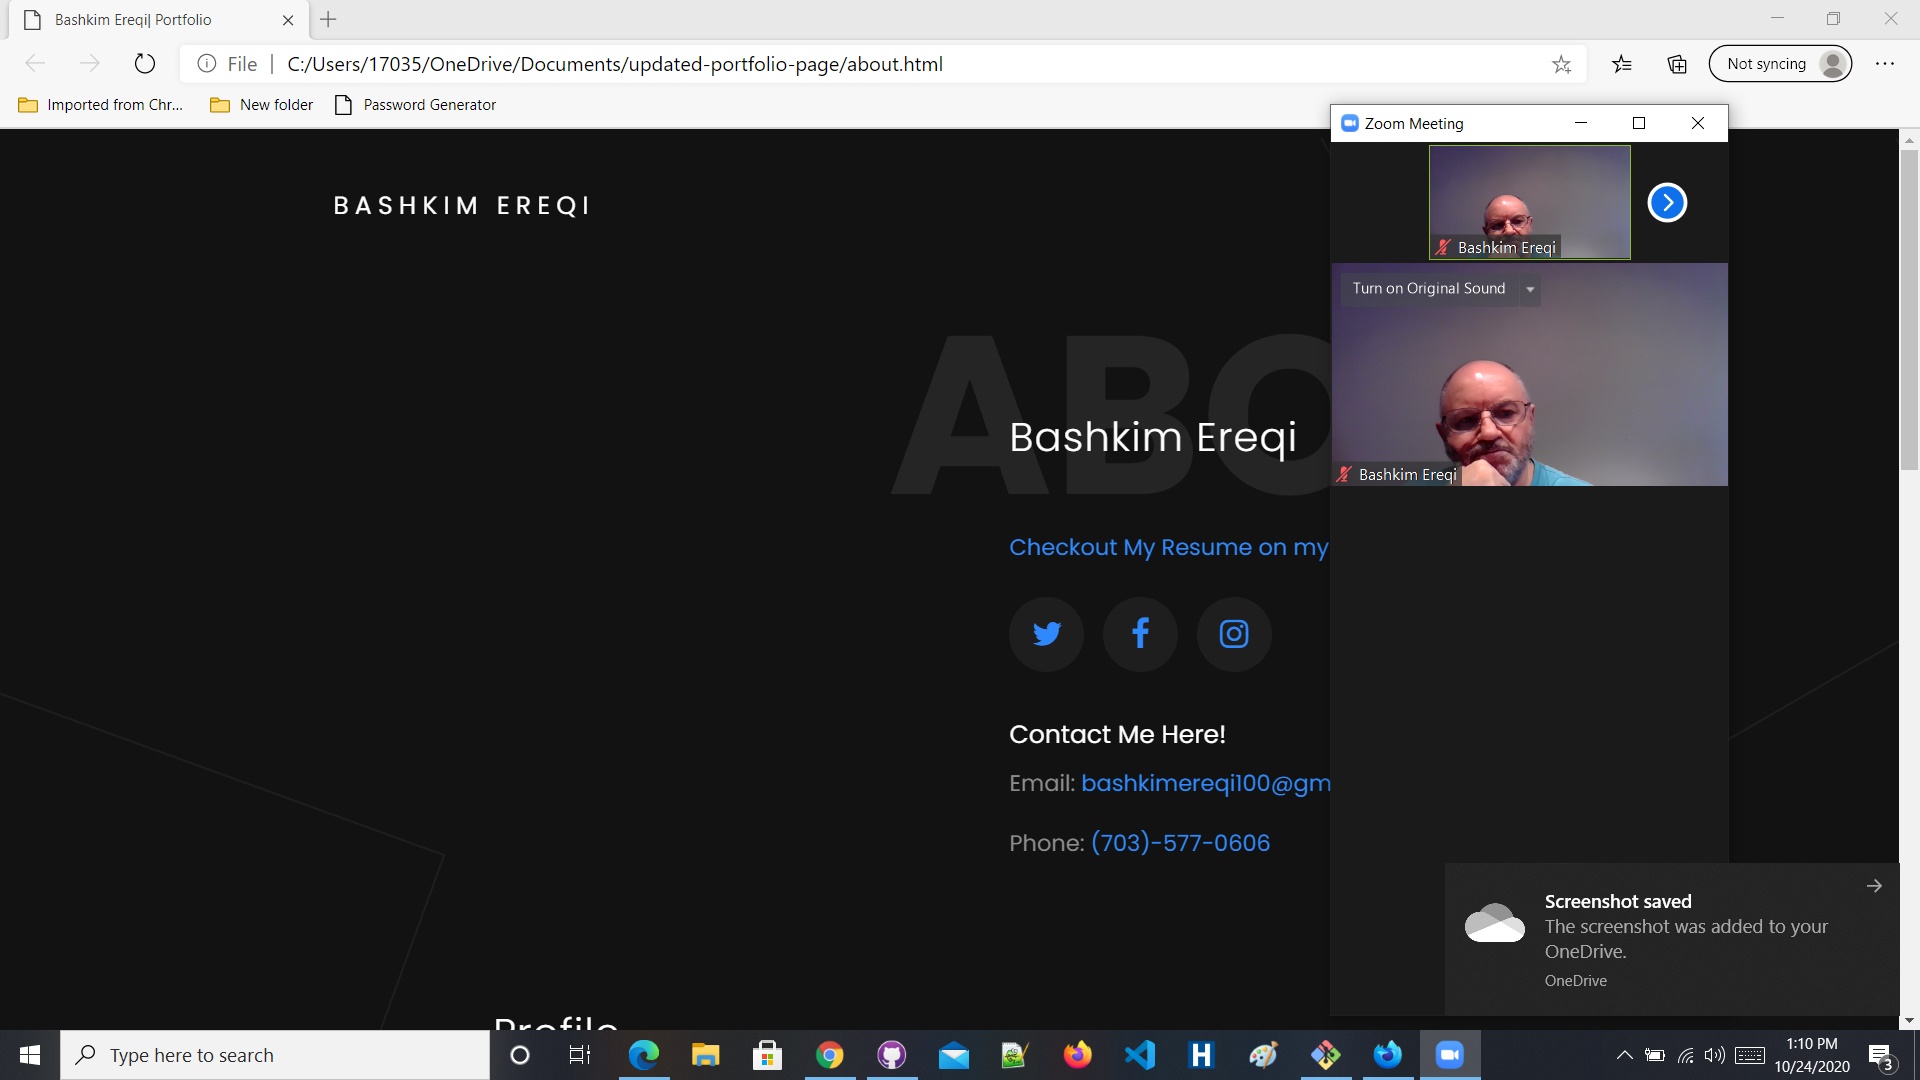 Bashkim Ereqi| Portfolio
File
C:/Users/17035/OneDrive/Documents/updated-portfolio-page/about.html
Not syncing
Imported from Chr...
New folder
Password Generator
Zoom Meeting
Bashkim Ereqi
Turn on Original Sound
Bashkim Ereqi
BASHKIM EREQI
ABO
Bashkim Ereqi
Checkout My Resume on my
Contact Me Here!
Email: bashkimereqi100@gm
Phone: (703)-577-0606
Screenshot saved
The screenshot was added to your
OneDrive.
OneDrive
Profile
Type here to search
H
1:10 PM
10/24/2020
3